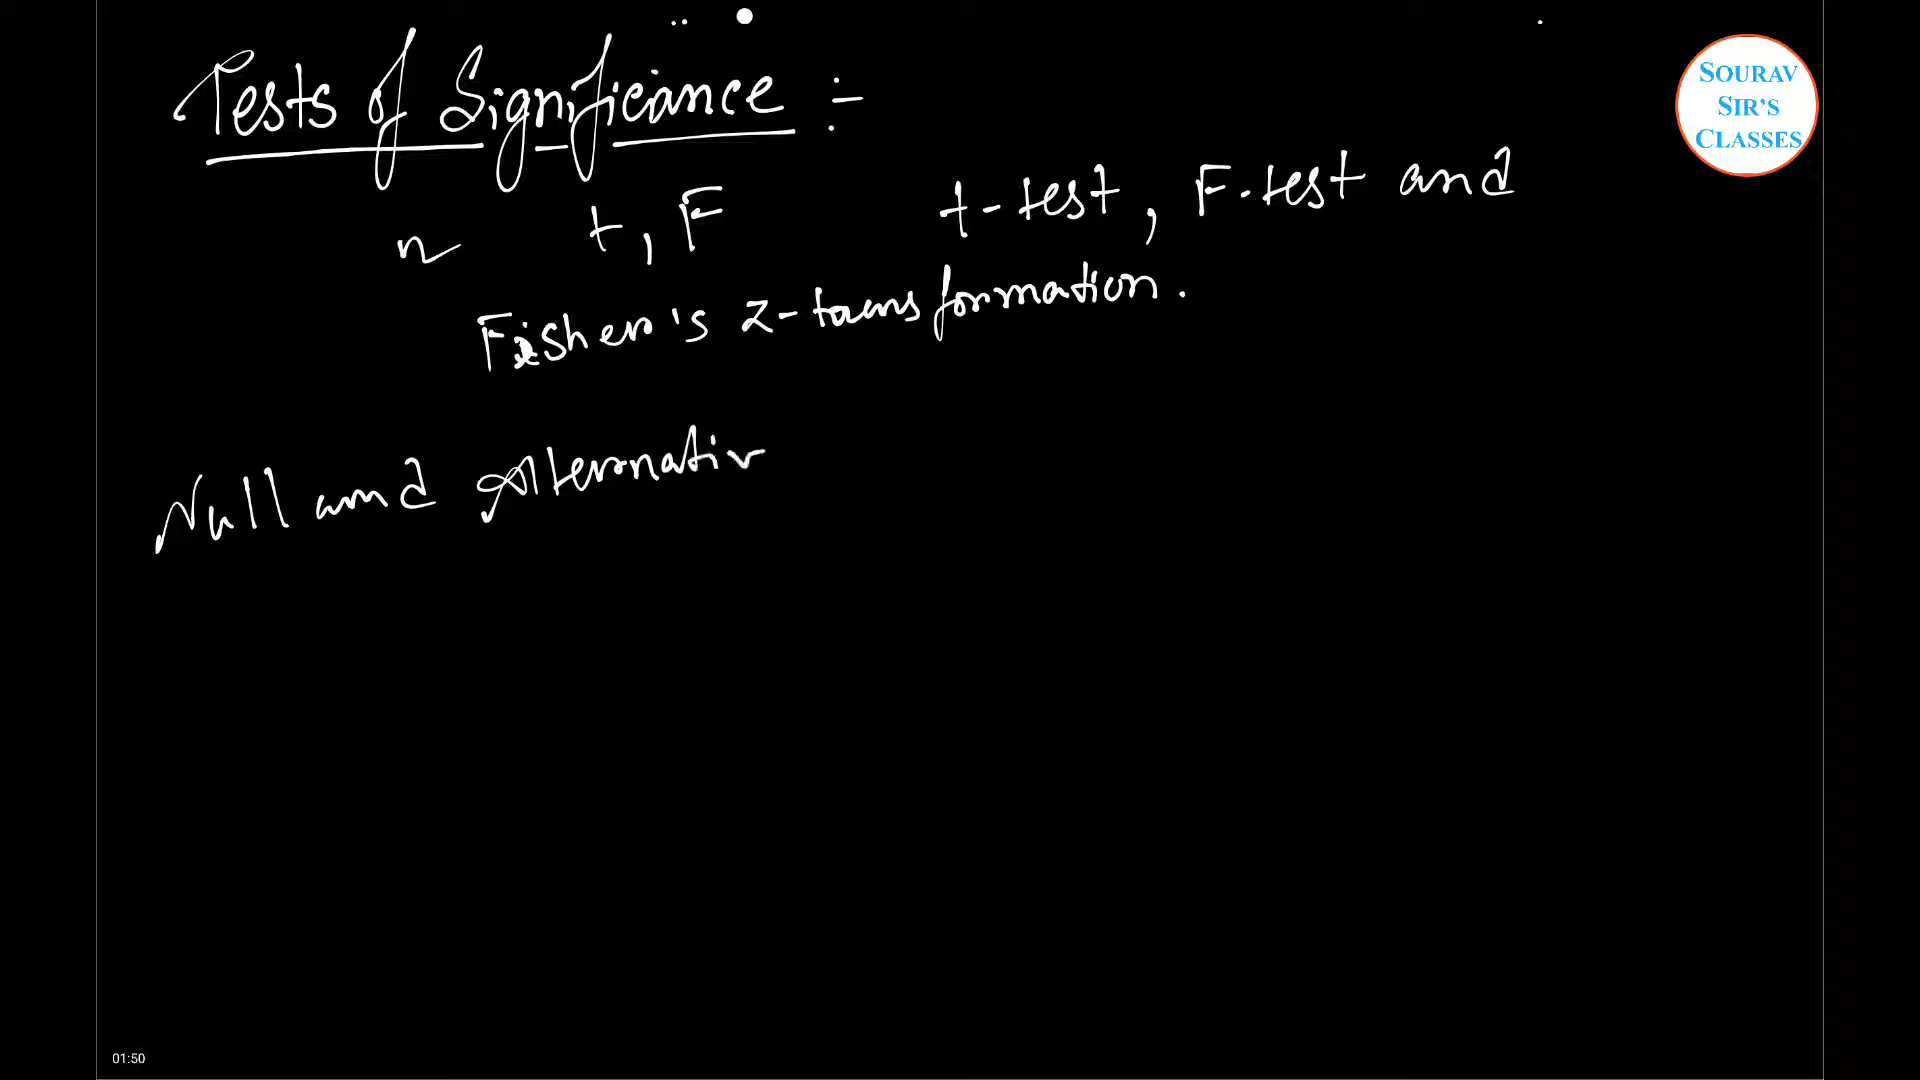 Tests of Significance :-
SOURAV
SIR'S
CLASSES
n t, F t-test, F-test and
Fisher's z-transformation.
Null and Alternativ
01:50